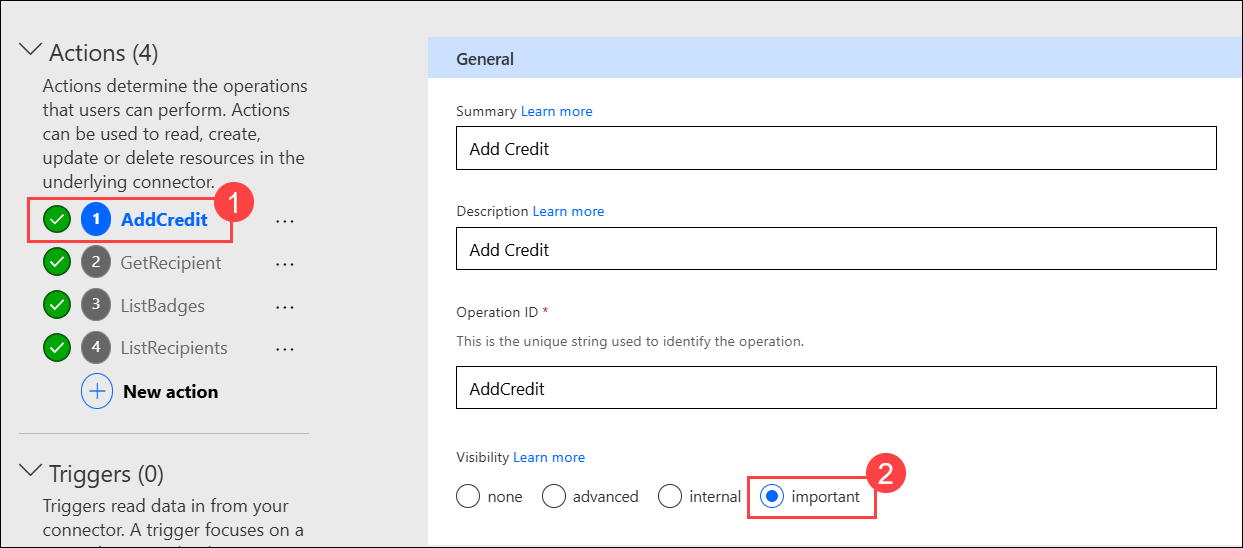 Actions (4)
Actions determine the operations
that users can perform. Actions
can be used to read, create,
update or delete resources in the
underlying connector.
1
1 AddCredit ...
2 GetRecipient ...
3 ListBadges ...
4 ListRecipients ...
New action
Triggers (0)
Triggers read data in from your
connector. A trigger focuses on a
General
Summary Learn more
Add Credit
Description Learn more
Add Credit
Operation ID *
This is the unique string used to identify the operation.
AddCredit
Visibility Learn more
2
none advanced internal important